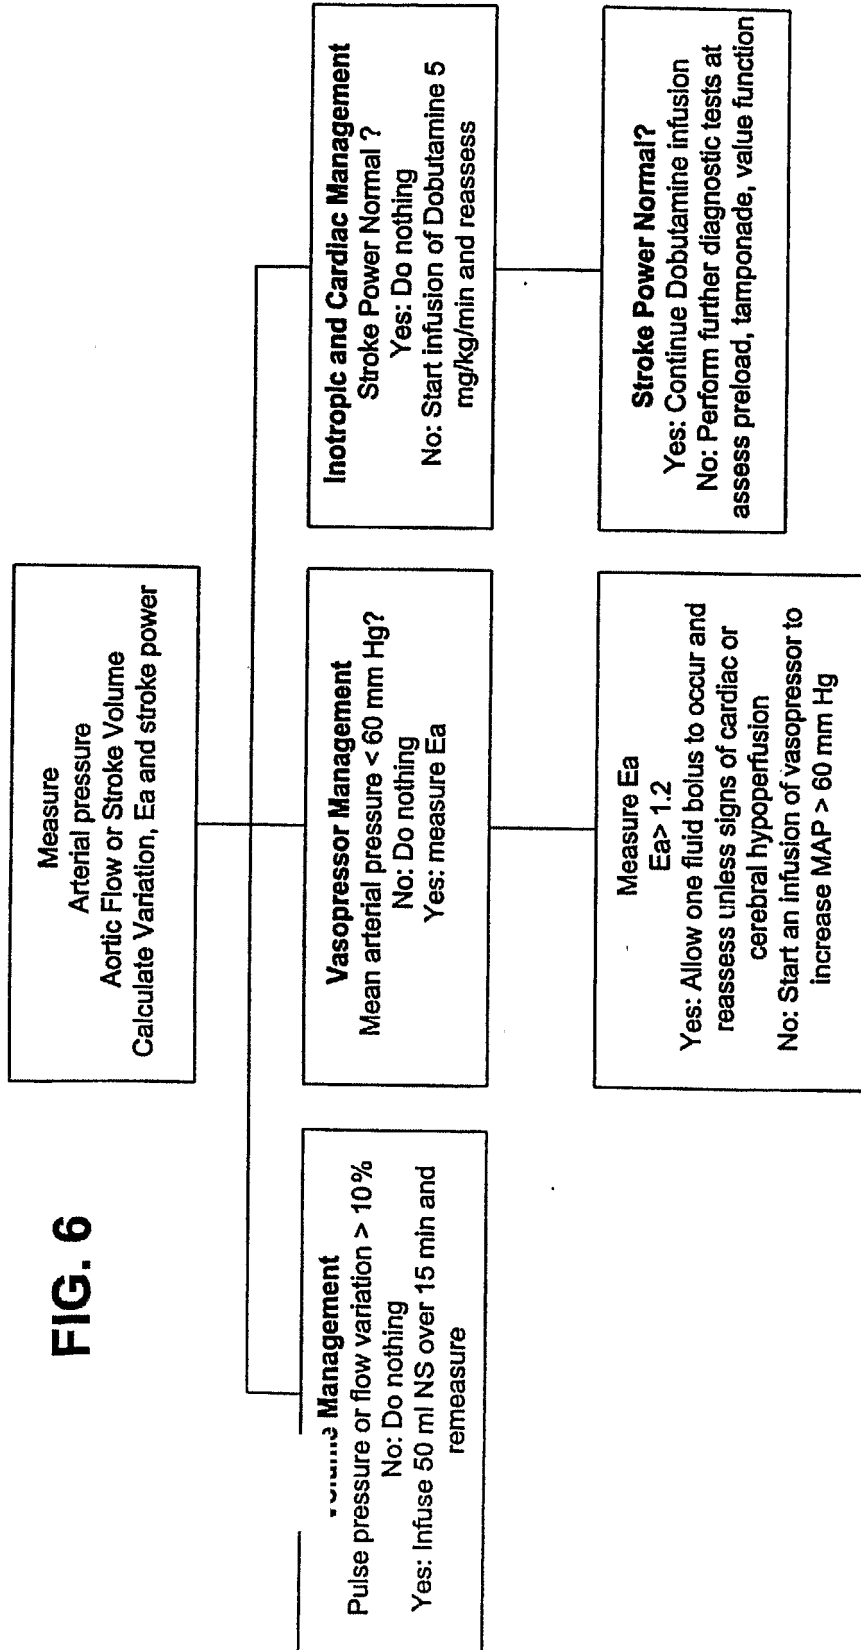 FIG. 6
Measure
Arterial pressure
Aortic Flow or Stroke Volume
Calculate Variation, Ea and stroke power
Management
Pulse pressure or flow variation > 10%
No: Do nothing
Yes: Infuse 50 ml NS over 15 min and
remeasure
Vasopressor Management
Mean arterial pressure < 60 mm Hg?
No: Do nothing
Yes: measure Ea
Inotropic and Cardiac Management
Stroke Power Normal ?
Yes: Do nothing
No: Start infusion of Dobutamine 5
mg/kg/min and reassess
Measure Ea
Ea> 1.2
Yes: Allow one fluid bolus to occur and
reassess unless signs of cardiac or
cerebral hypoperfusion
No: Start an infusion of vasopressor to
increase MAP > 60 mm Hg
Stroke Power Normal?
Yes: Continue Dobutamine infusion
No: Perform further diagnostic tests at
assess preload, tamponade, value function